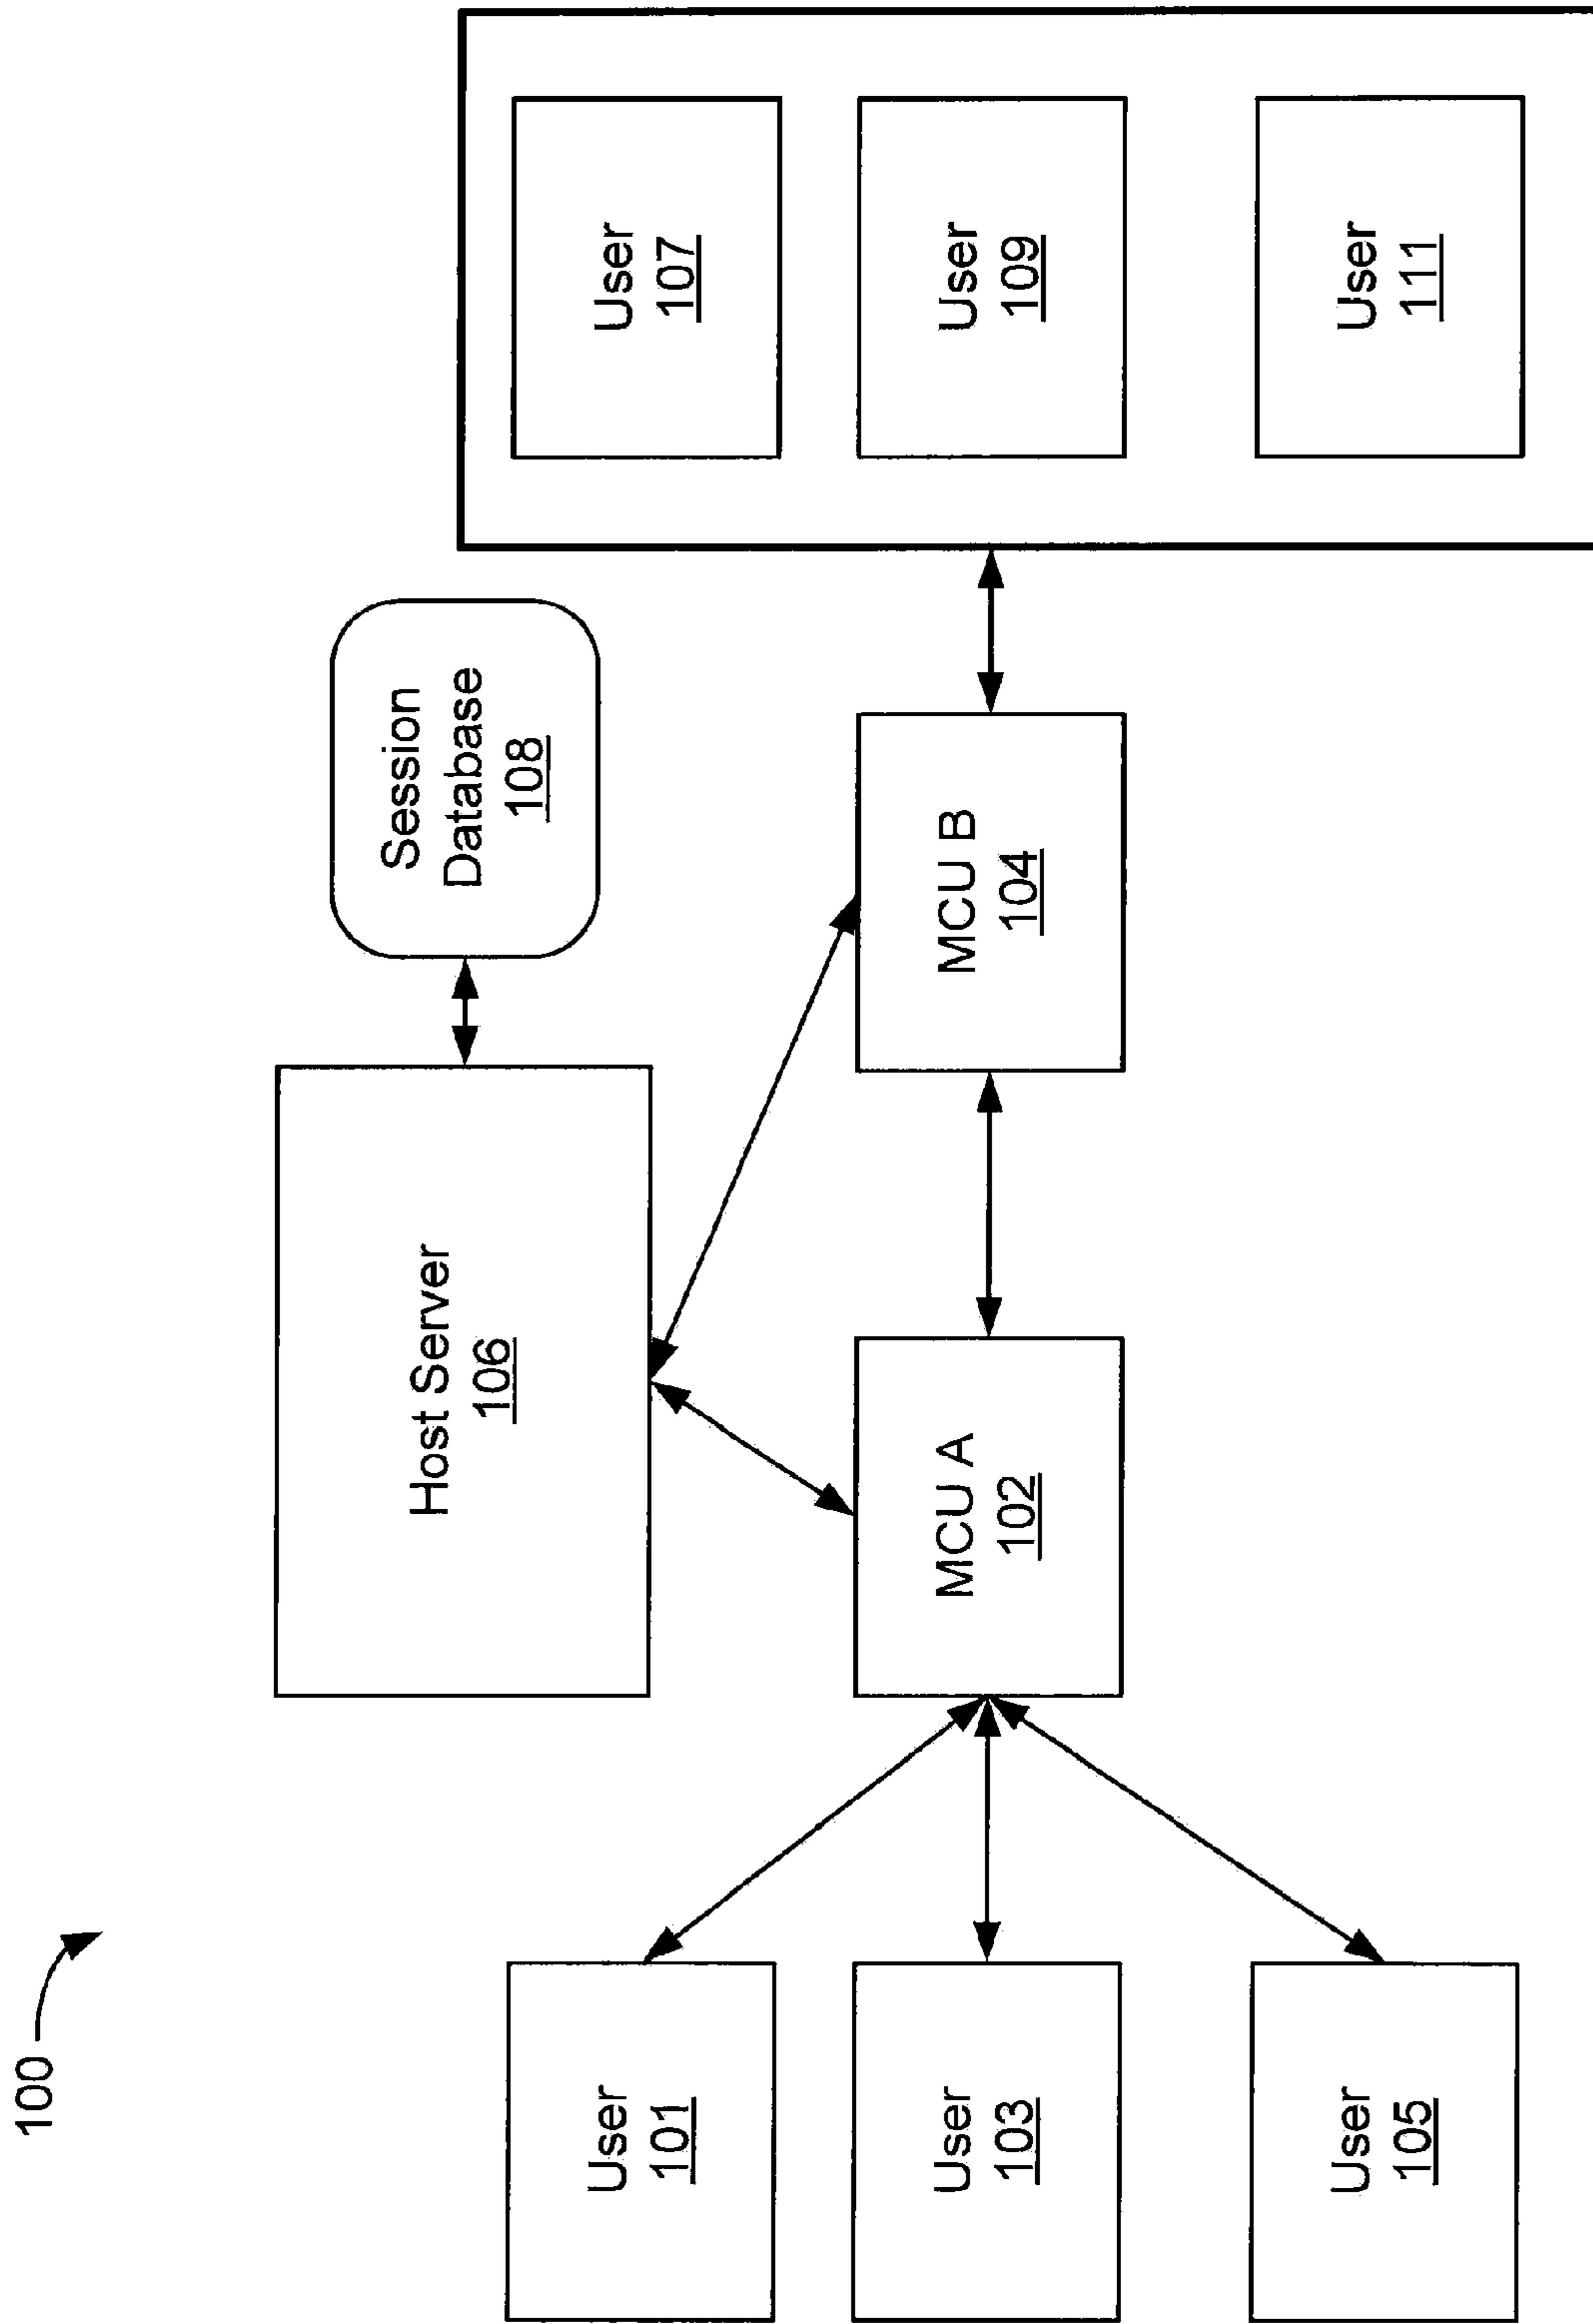 100
Host Server
106
Session
Database
108
User
101
User
103
User
105
MCU A
102
MCU B
104
User
107
User
109
User
111